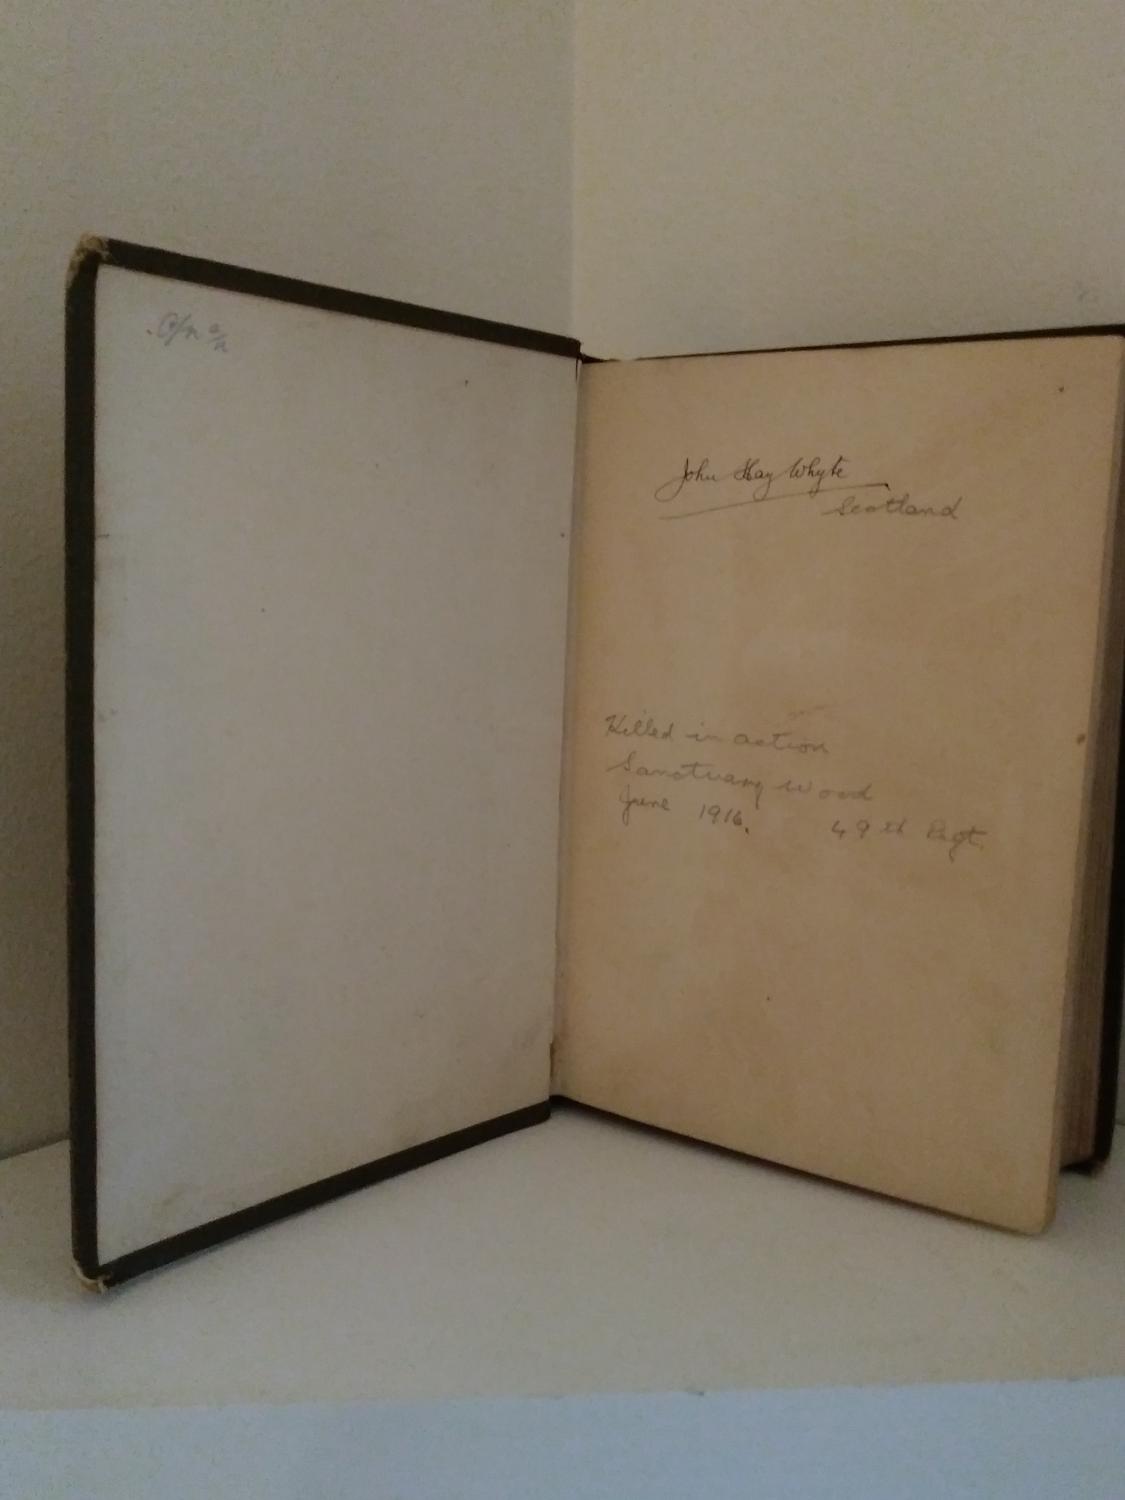 John Hay Whyte
Scotland
Killed in action
Sanctuary Wood
June 1916. 49th Regt.